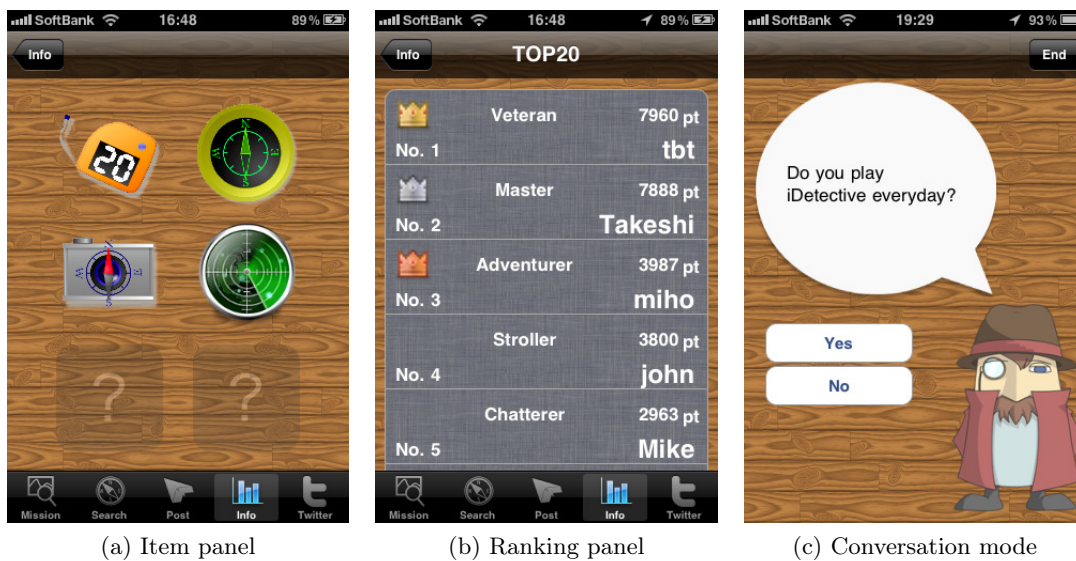 SoftBank 16:48 89%
Info
20
N
W E
S
N
W E
S
?
?
Mission Search Post Info Twitter
(a) Item panel
SoftBank 16:48 89%
Info TOP20
Veteran 7960 pt
No. 1 tbt
Master 7888 pt
No. 2 Takeshi
Adventurer 3987 pt
No. 3 miho
Stroller 3800 pt
No. 4 john
Chatterer 2963 pt
No. 5 Mike
Mission Search Post Info Twitter
(b) Ranking panel
SoftBank 19:29 93%
End
Do you play
iDetective everyday?
Yes
No
(c) Conversation mode